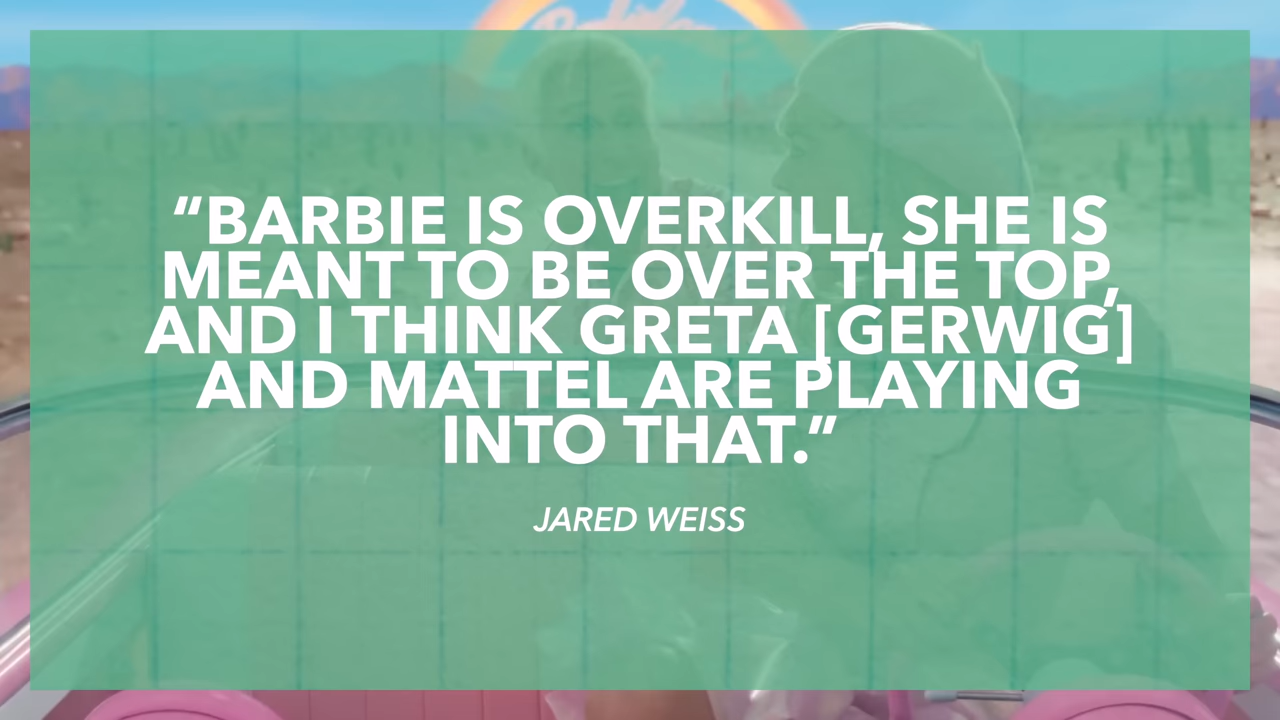 “BARBIE IS OVERKILL, SHE IS
MEANT TO BE OVER THE TOP,
AND I THINK GRETA [GERWIG]
AND MATTEL ARE PLAYING
INTO THAT.”
JARED WEISS